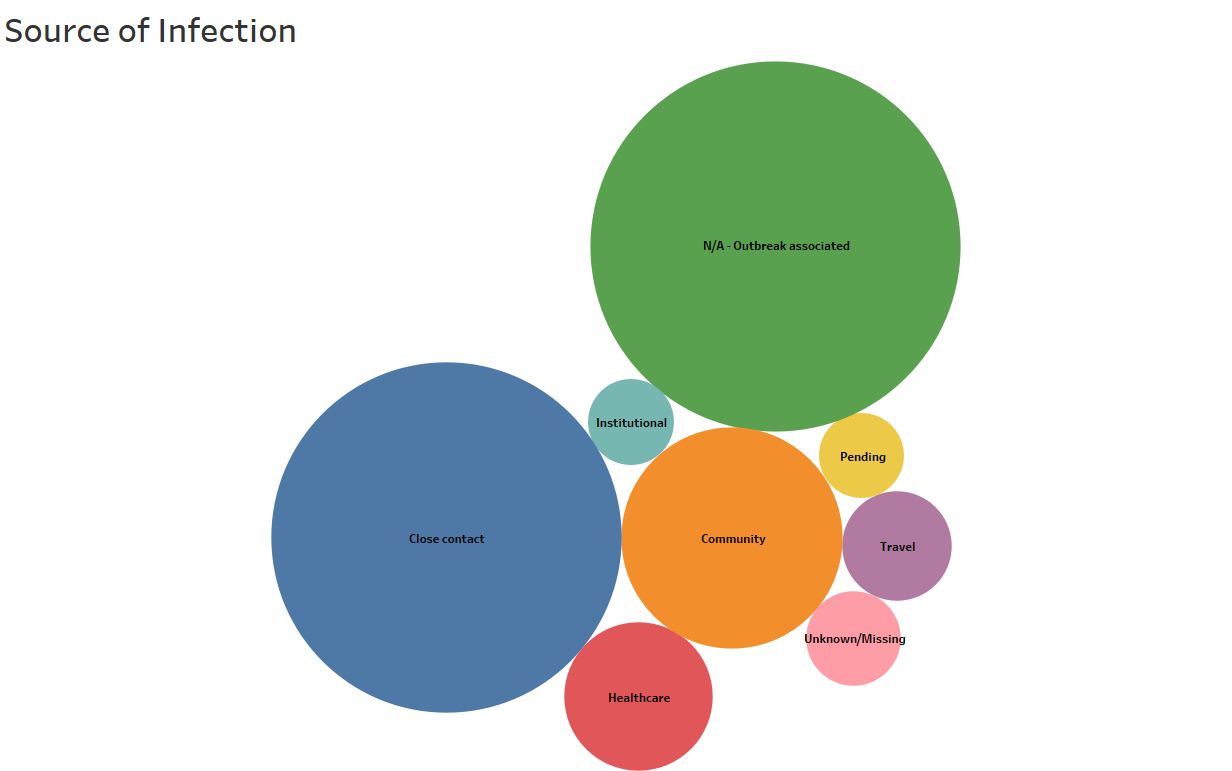 Source of Infection
N/A - Outbreak associated
Institutional
Pending
Close contact
Community
Travel
Unknown/Missing
Healthcare